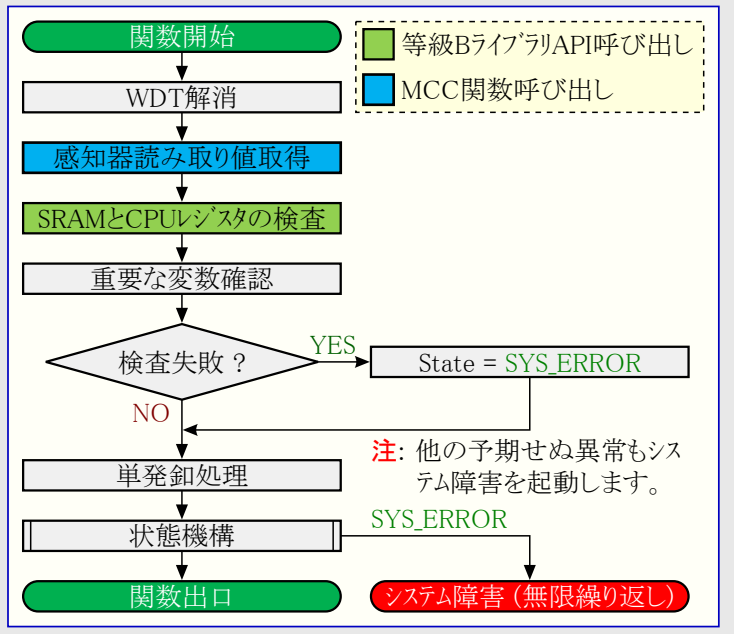 関数開始
等級BライブラリAPI呼び出し
MCC関数呼び出し
WDT解消
感知器読み取り値取得
SRAMとCPUレジスタの検査
重要な変数確認
検査失敗 ?
YES
State = SYS_ERROR
NO
注: 他の予期せぬ異常もシス
テム障害を起動します。
単発釦処理
状態機構
SYS_ERROR
関数出口
システム障害 (無限繰り返し)